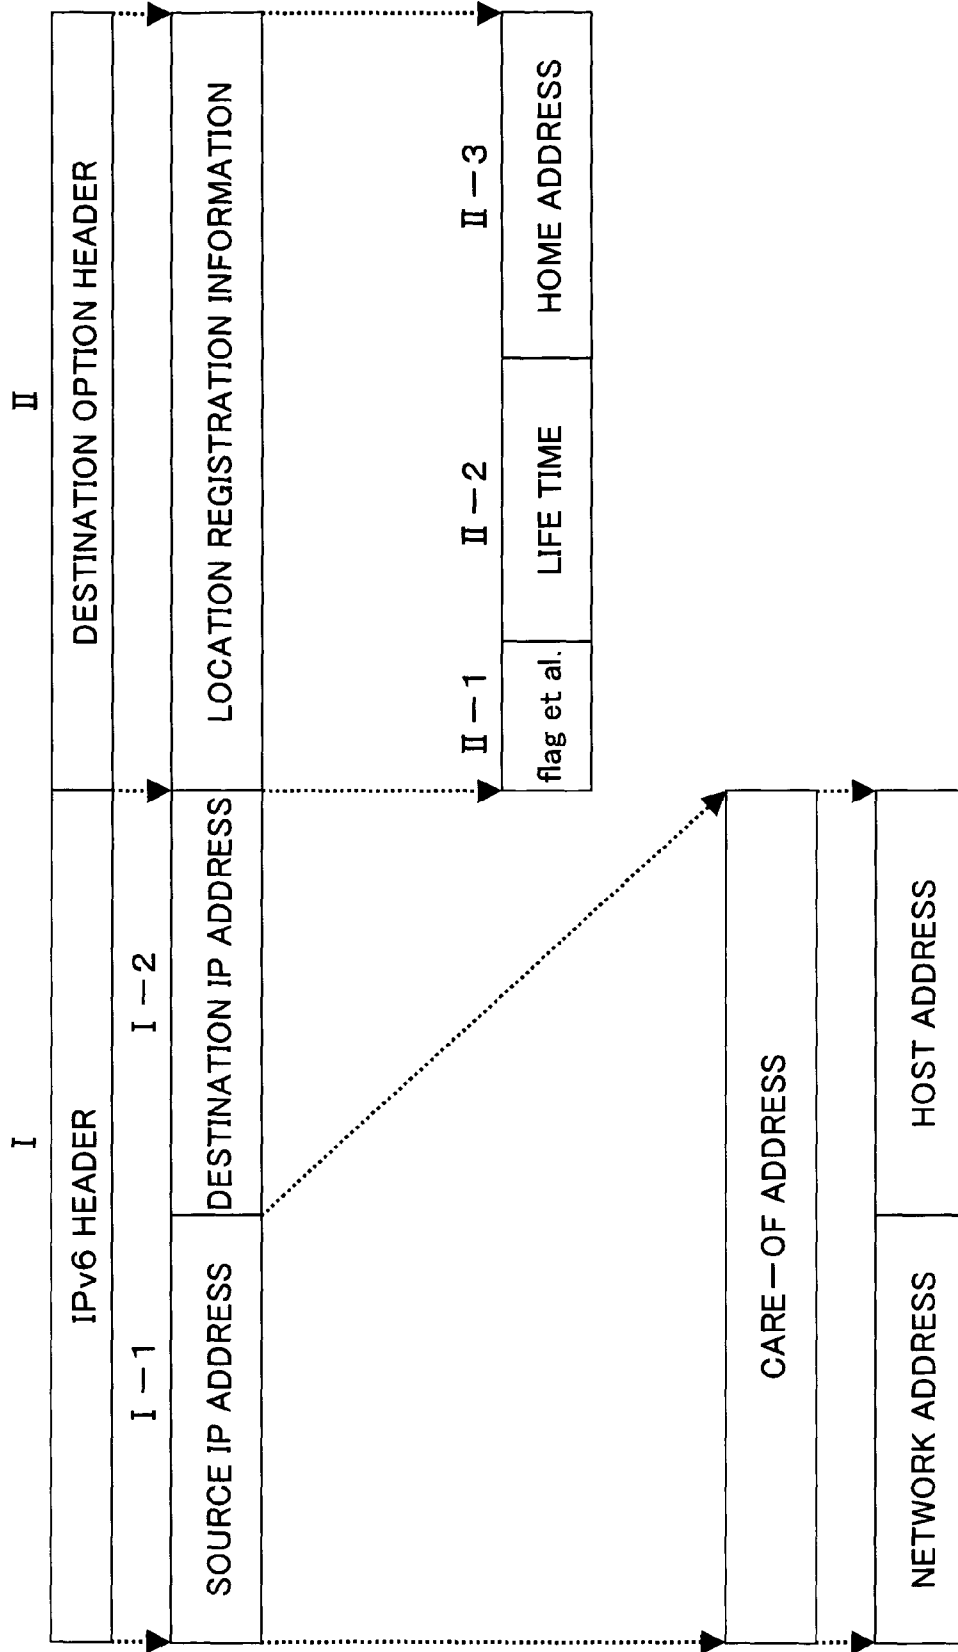 I
II
IPv6 HEADER
DESTINATION OPTION HEADER
I-1
I-2
SOURCE IP ADDRESS
DESTINATION IP ADDRESS
LOCATION REGISTRATION INFORMATION
II-1
II-2
II-3
flag et al.
LIFE TIME
HOME ADDRESS
CARE-OF ADDRESS
NETWORK ADDRESS
HOST ADDRESS